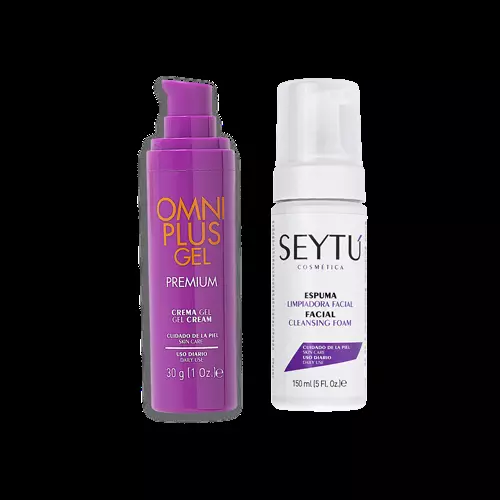 OMNI
PLUS
GEL
PREMIUM
CREMA GEL
GEL CREAM
CUIDADO DE LA PIEL
SKIN CARE
USO DIARIO
DAILY USE
30 g (1 Oz.)℮
SEYTÚ
COSMÉTICA
ESPUMA
LIMPIADORA FACIAL
FACIAL
CLEANSING FOAM
CUIDADO DE LA PIEL
SKIN CARE
USO DIARIO
DAILY USE
150 ml (5 Fl. Oz.)℮